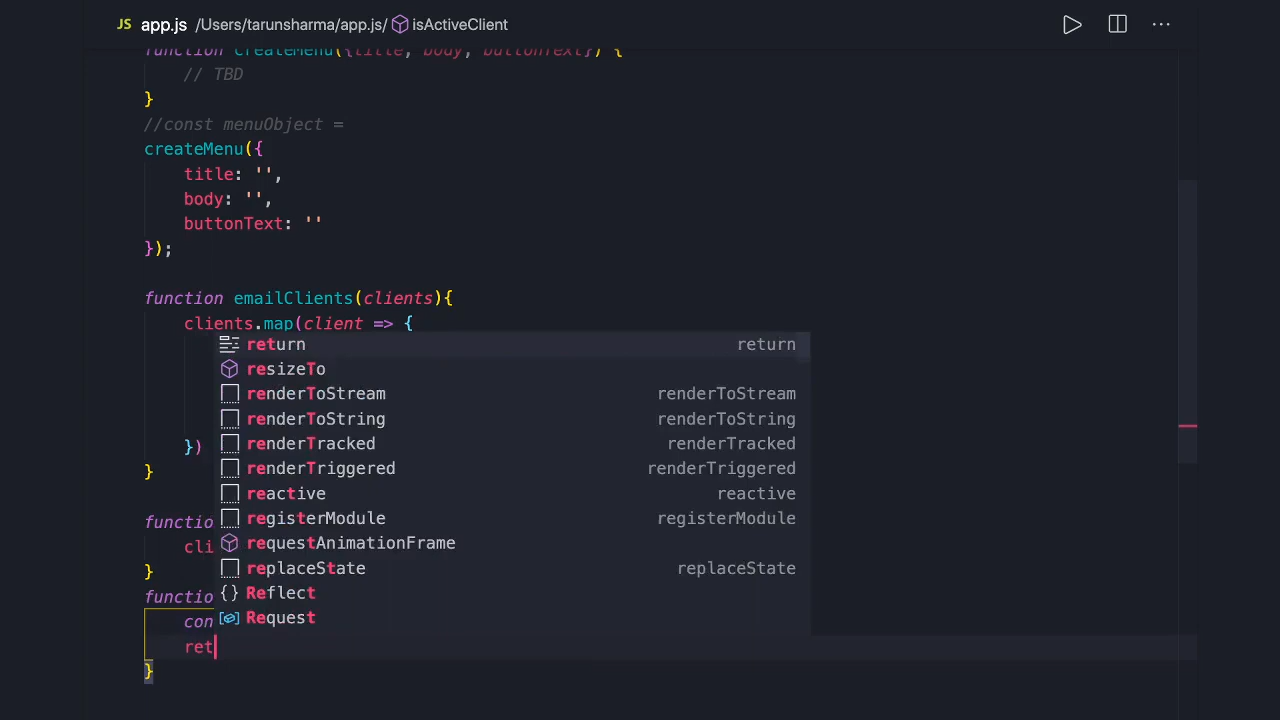 JS app.js /Users/tarunsharma/app.js/ isActiveClient
function createMenu({title, body, buttonText}) {
// TBD
}
//const menuObject =
createMenu({
title: '',
body: '',
buttonText: ''
});
function emailClients(clients){
clients.map(client => {
return return
resizeTo
renderToStream renderToStream
renderToString renderToString
renderTracked renderTracked
}) renderTriggered renderTriggered
} reactive reactive
registerModule registerModule
functio requestAnimationFrame
cli replaceState replaceState
} Reflect
functio Request
con
ret
}